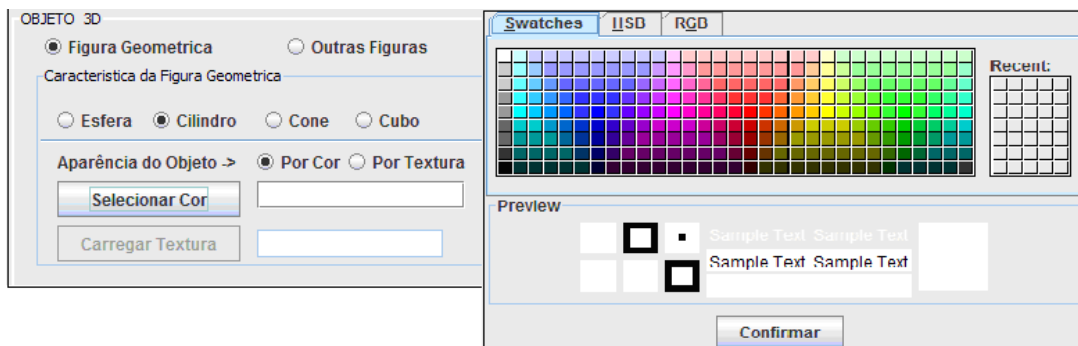 OBJETO 3D
Figura Geometrica Outras Figuras
Caracteristica da Figura Geometrica
Esfera Cilindro Cone Cubo
Aparência do Objeto -> Por Cor Por Textura
Selecionar Cor
Carregar Textura
Swatches HSB RGB
Recent:
Preview
Sample Text Sample Text
Sample Text Sample Text
Confirmar